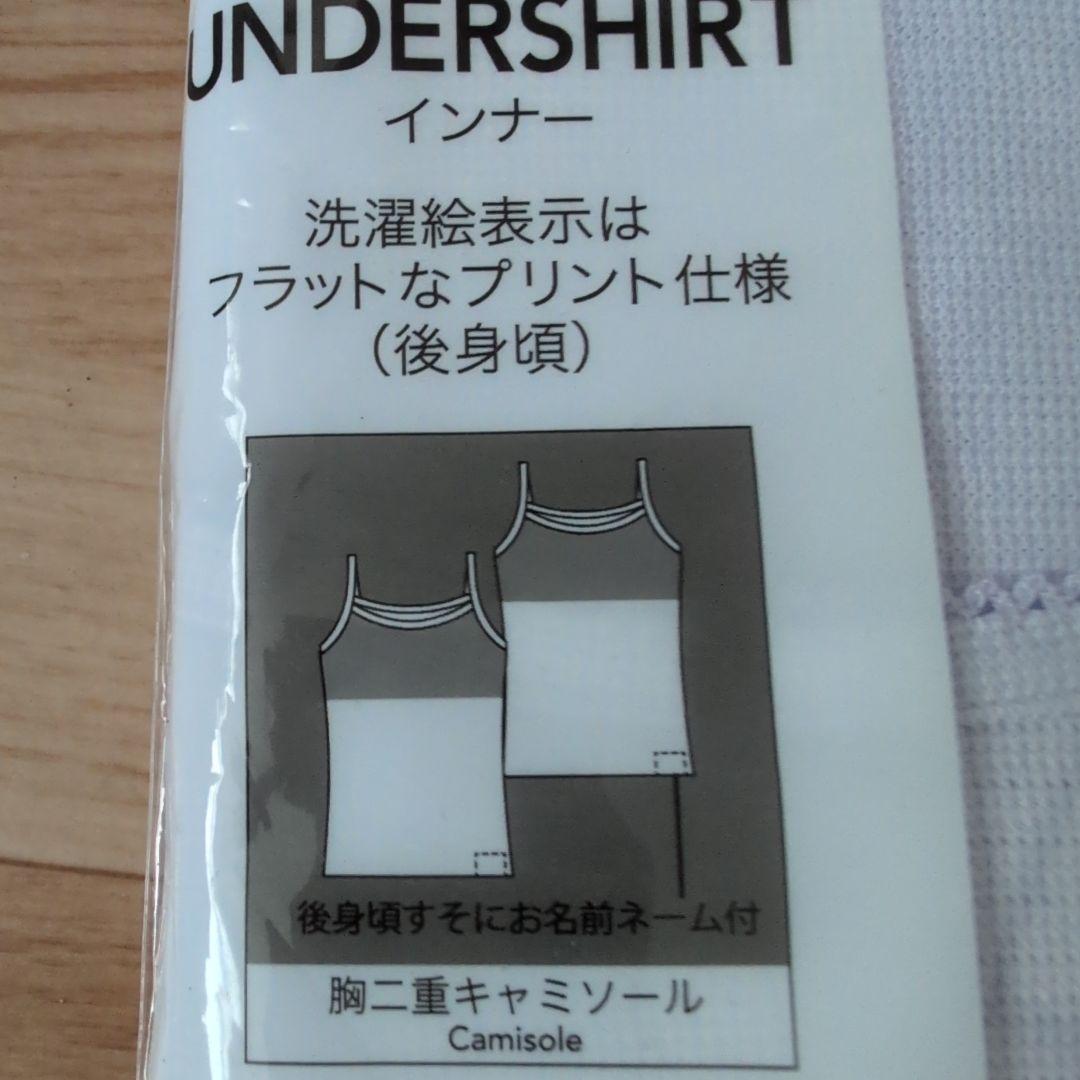 UNDERSHIRT
インナー
洗濯絵表示は
フラットなプリント仕様
（後身頃）
後身頃すそにお名前ネーム付
胸二重キャミソール
Camisole